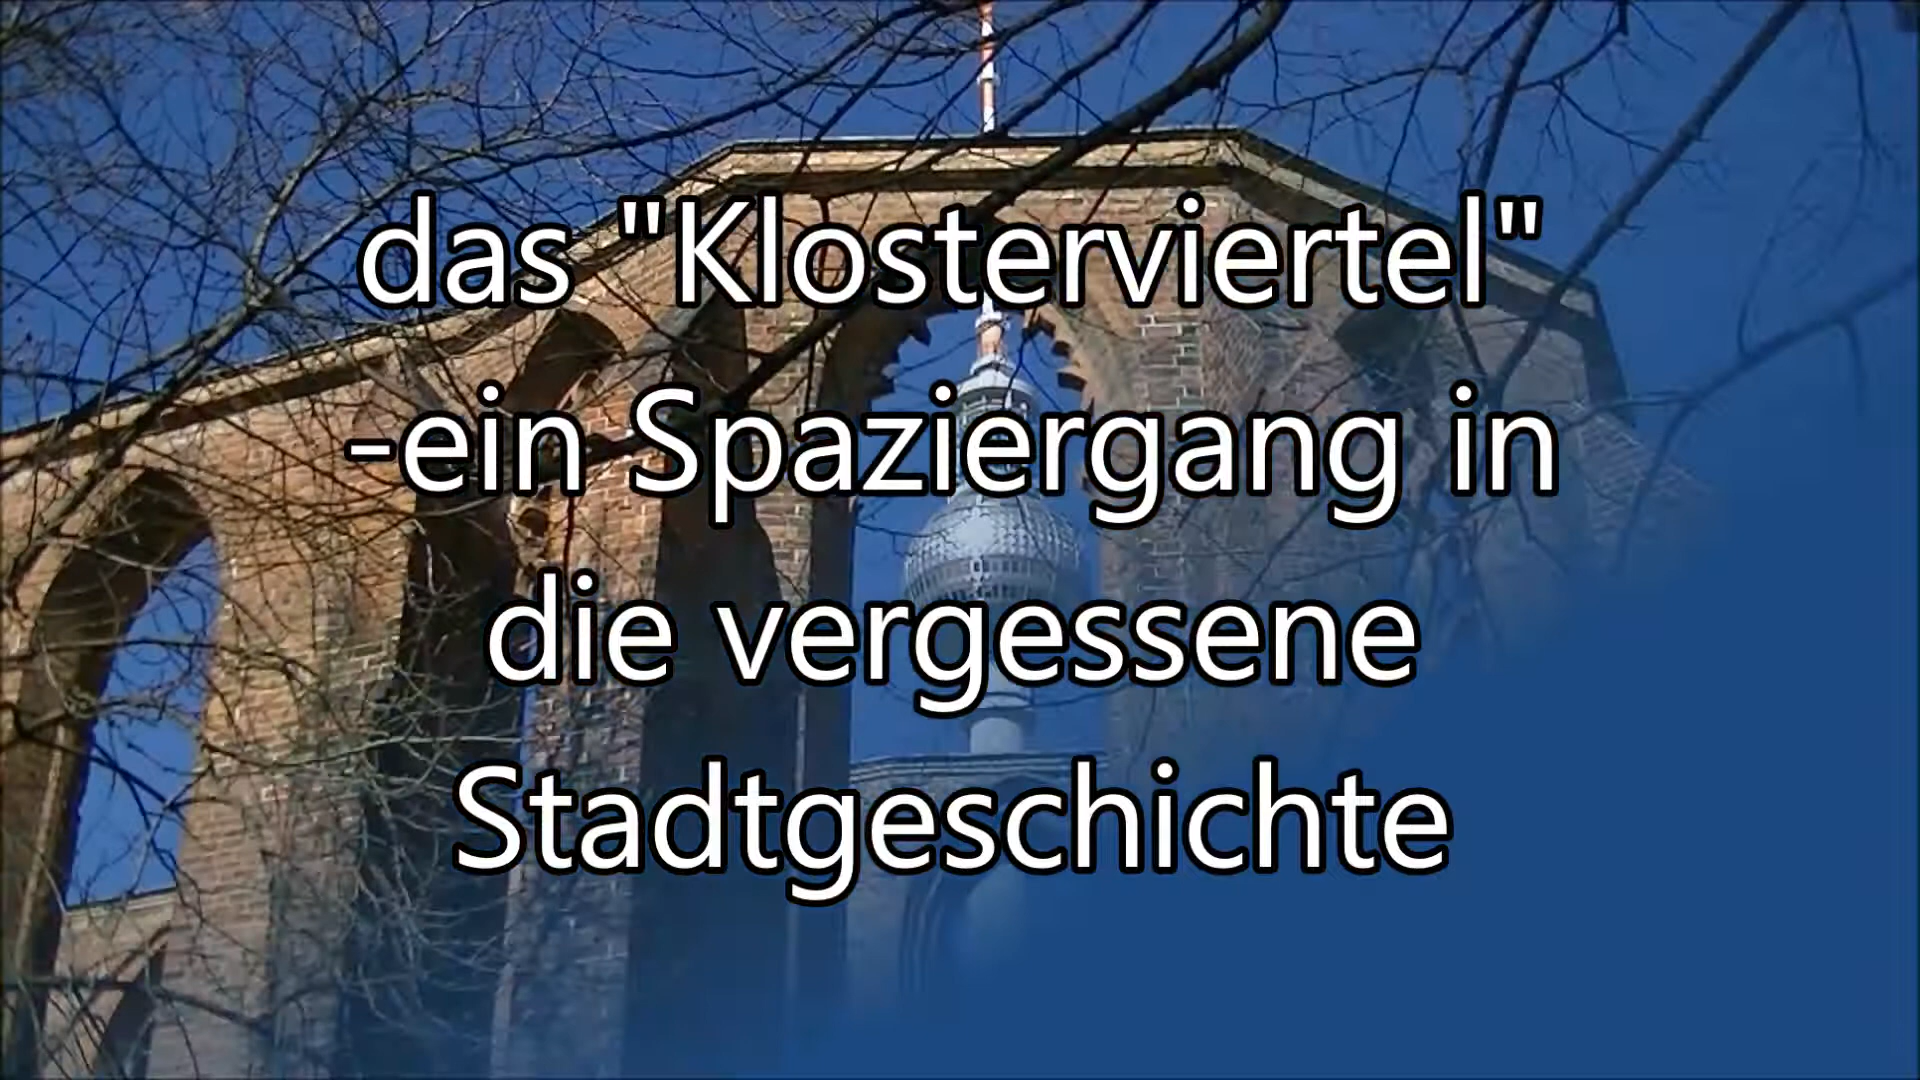 das "Klosterviertel"
-ein Spaziergang in
die vergessene
Stadtgeschichte